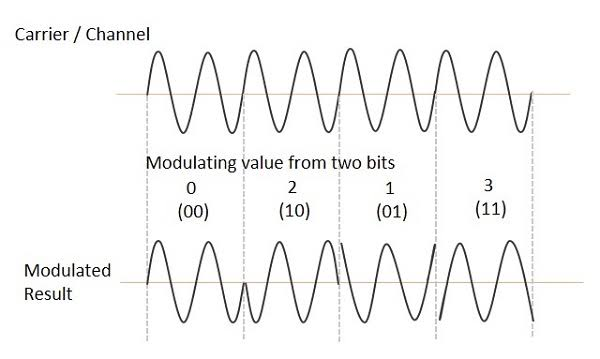 Carrier / Channel
Modulating value from two bits
0 2 1 3
(00) (10) (01) (11)
Modulated
Result